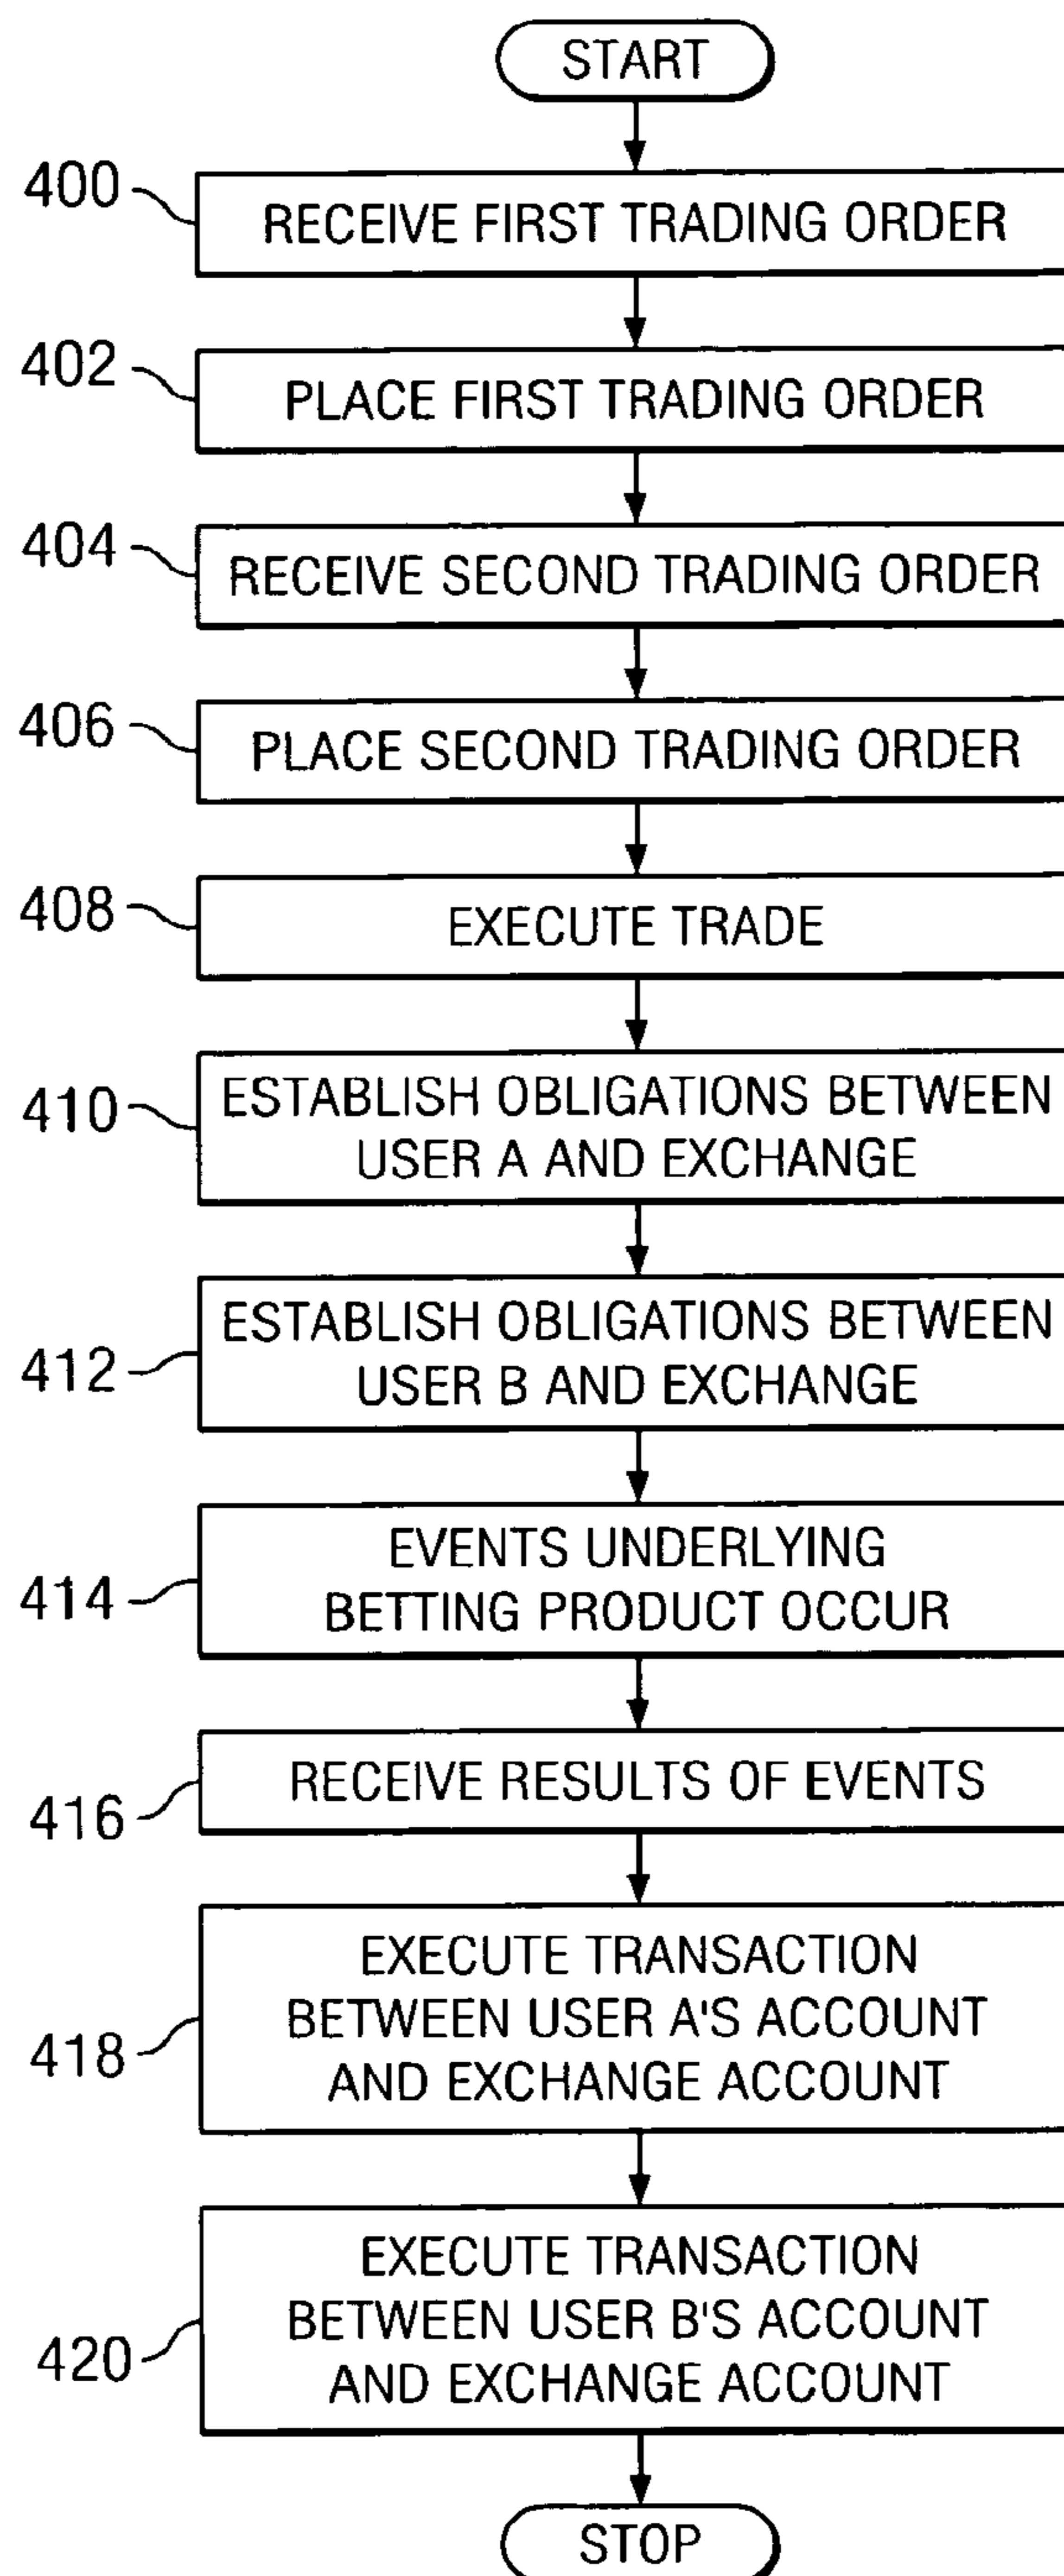 START
400
RECEIVE FIRST TRADING ORDER
402
PLACE FIRST TRADING ORDER
404
RECEIVE SECOND TRADING ORDER
406
PLACE SECOND TRADING ORDER
408
EXECUTE TRADE
410
ESTABLISH OBLIGATIONS BETWEEN
USER A AND EXCHANGE
412
ESTABLISH OBLIGATIONS BETWEEN
USER B AND EXCHANGE
414
EVENTS UNDERLYING
BETTING PRODUCT OCCUR
416
RECEIVE RESULTS OF EVENTS
418
EXECUTE TRANSACTION
BETWEEN USER A'S ACCOUNT
AND EXCHANGE ACCOUNT
420
EXECUTE TRANSACTION
BETWEEN USER B'S ACCOUNT
AND EXCHANGE ACCOUNT
STOP